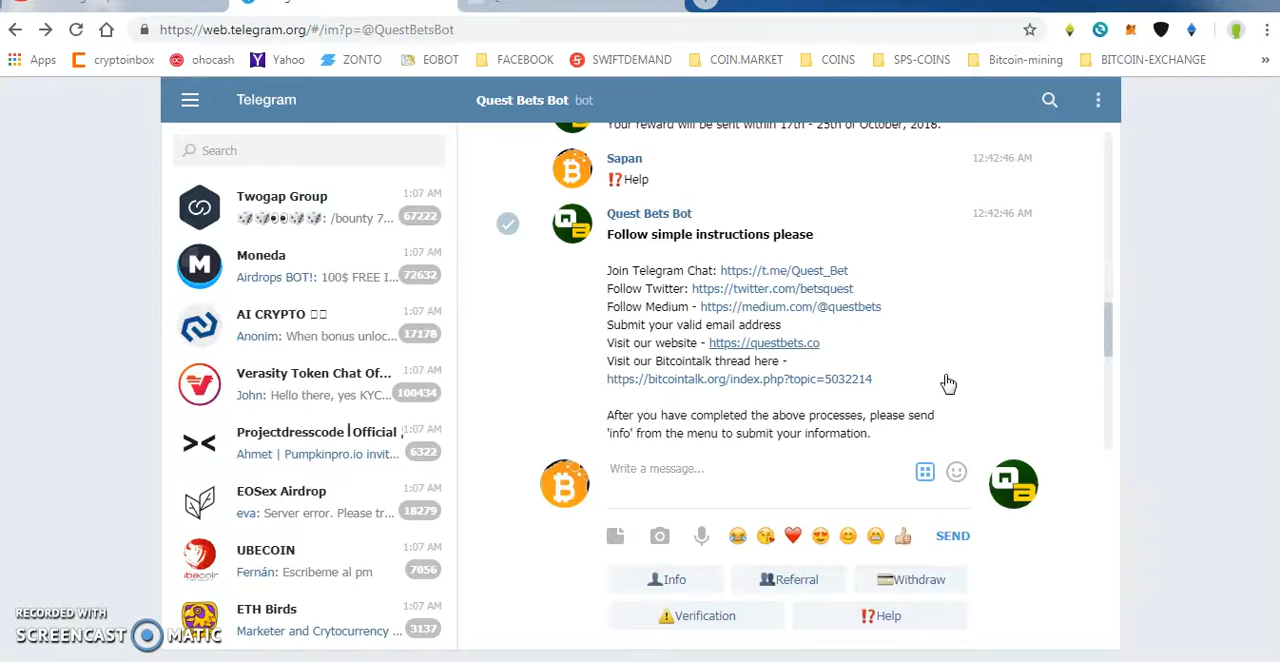 https://web.telegram.org/#/im?p=@QuestBetsBot
Apps cryptoinbox ohocash Yahoo ZONTO EOBOT FACEBOOK SWIFTDEMAND COIN.MARKET COINS SPS-COINS Bitcoin-mining BITCOIN-EXCHANGE »
Telegram
Quest Bets Bot bot
Search
Twogap Group 1:07 AM
: /bounty 7... 67222
Moneda 1:07 AM
Airdrops BOT!: 100$ FREE I... 72632
AI CRYPTO 1:07 AM
Anonim: When bonus unloc... 17178
Verasity Token Chat Of... 1:07 AM
John: Hello there, yes KYC... 100434
Projectdresscode | Official 1:07 AM
Ahmet | Pumpkinpro.io invit... 6322
EOSex Airdrop 1:07 AM
eva: Server error. Please tr... 18279
UBECOIN 1:07 AM
Fernán: Escribeme al pm 7056
ETH Birds 1:06 AM
Marketer and Crytocurrency ... 3137
Your reward will be sent within 17th - 25th of October, 2018.
Sapan 12:42:46 AM
⁉️Help
Quest Bets Bot 12:42:46 AM
Follow simple instructions please
Join Telegram Chat: https://t.me/Quest_Bet
Follow Twitter: https://twitter.com/betsquest
Follow Medium - https://medium.com/@questbets
Submit your valid email address
Visit our website - https://questbets.co
Visit our Bitcointalk thread here -
https://bitcointalk.org/index.php?topic=5032214
After you have completed the above processes, please send
'info' from the menu to submit your information.
Write a message...
SEND
Info Referral Withdraw
Verification ⁉️Help
RECORDED WITH
SCREENCAST MATIC